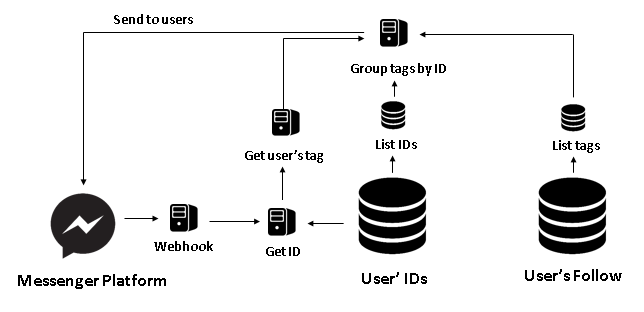 Send to users
Group tags by ID
List IDs
List tags
Get user's tag
Webhook
Get ID
Messenger Platform
User' IDs
User's Follow